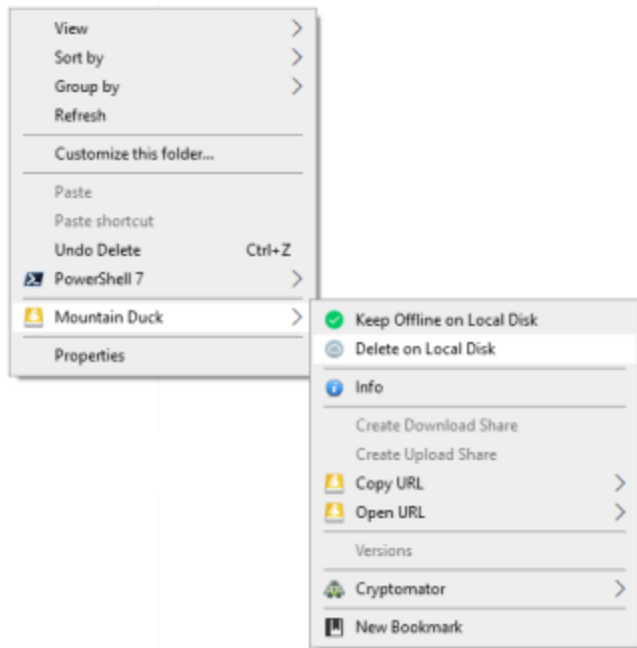 View
Sort by
Group by
Refresh
Customize this folder...
Paste
Paste shortcut
Undo Delete Ctrl+Z
PowerShell 7
Mountain Duck
Properties
Keep Offline on Local Disk
Delete on Local Disk
Info
Create Download Share
Create Upload Share
Copy URL
Open URL
Versions
Cryptomator
New Bookmark